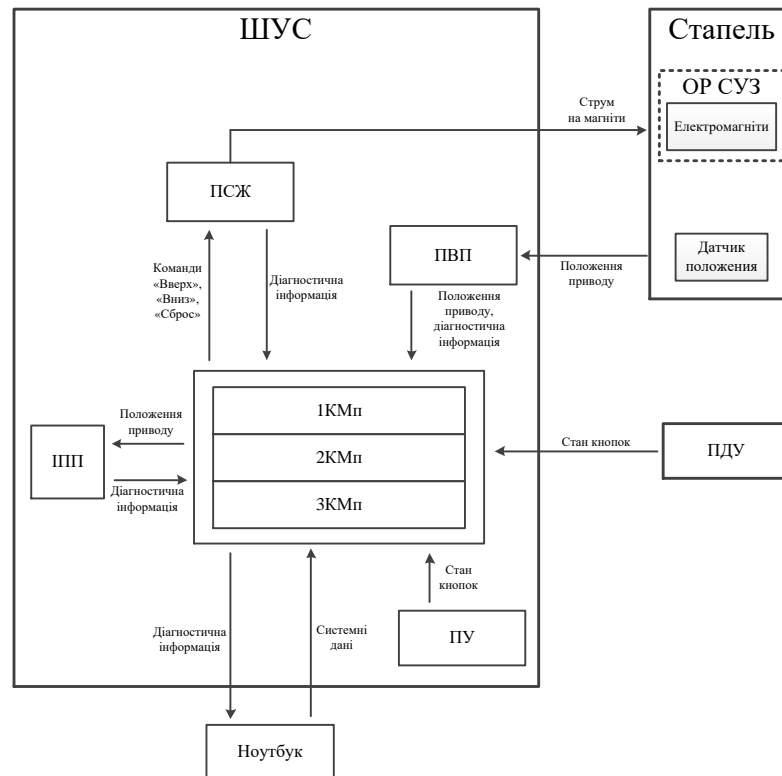 ШУС
Стапель
ОР СУЗ
Електромагніти
Струм
на магніти
ПСЖ
ПВП
Датчик
положення
Положення
приводу
Команди
«Вверх»,
«Вниз»,
«Сброс»
Діагностична
інформація
Положення
приводу,
діагностична
інформація
1КМп
2КМп
3КМп
Положення
приводу
ІПП
Діагностична
інформація
Стан кнопок
ПДУ
Стан
кнопок
ПУ
Діагностична
інформація
Системні
дані
Ноутбук